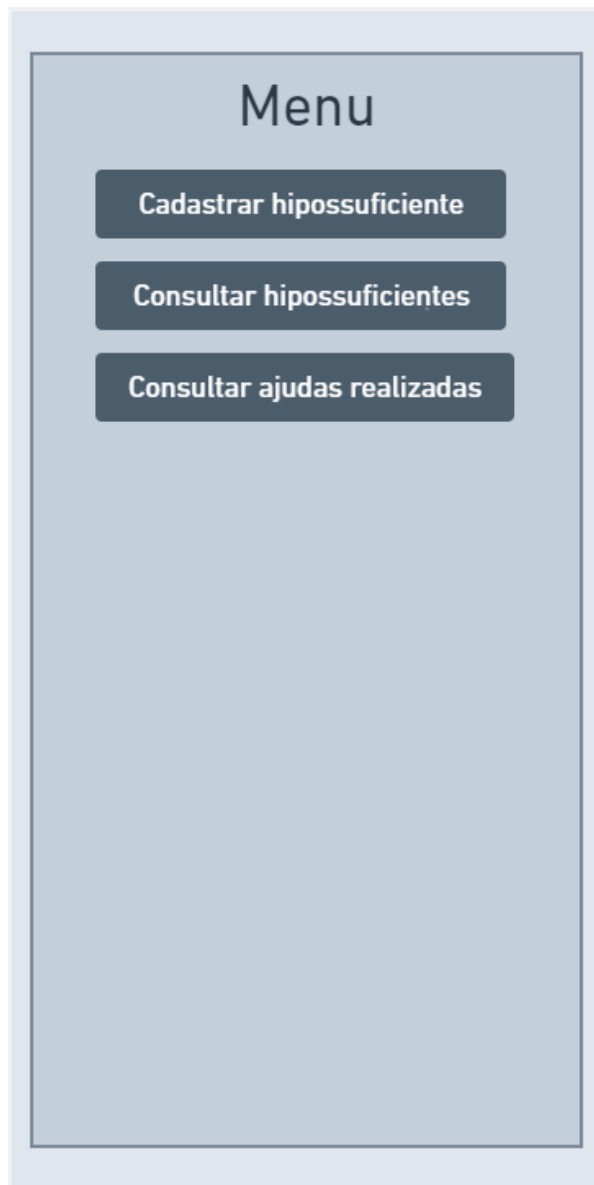 Menu
Cadastrar hipossuficiente
Consultar hipossuficientes
Consultar ajudas realizadas